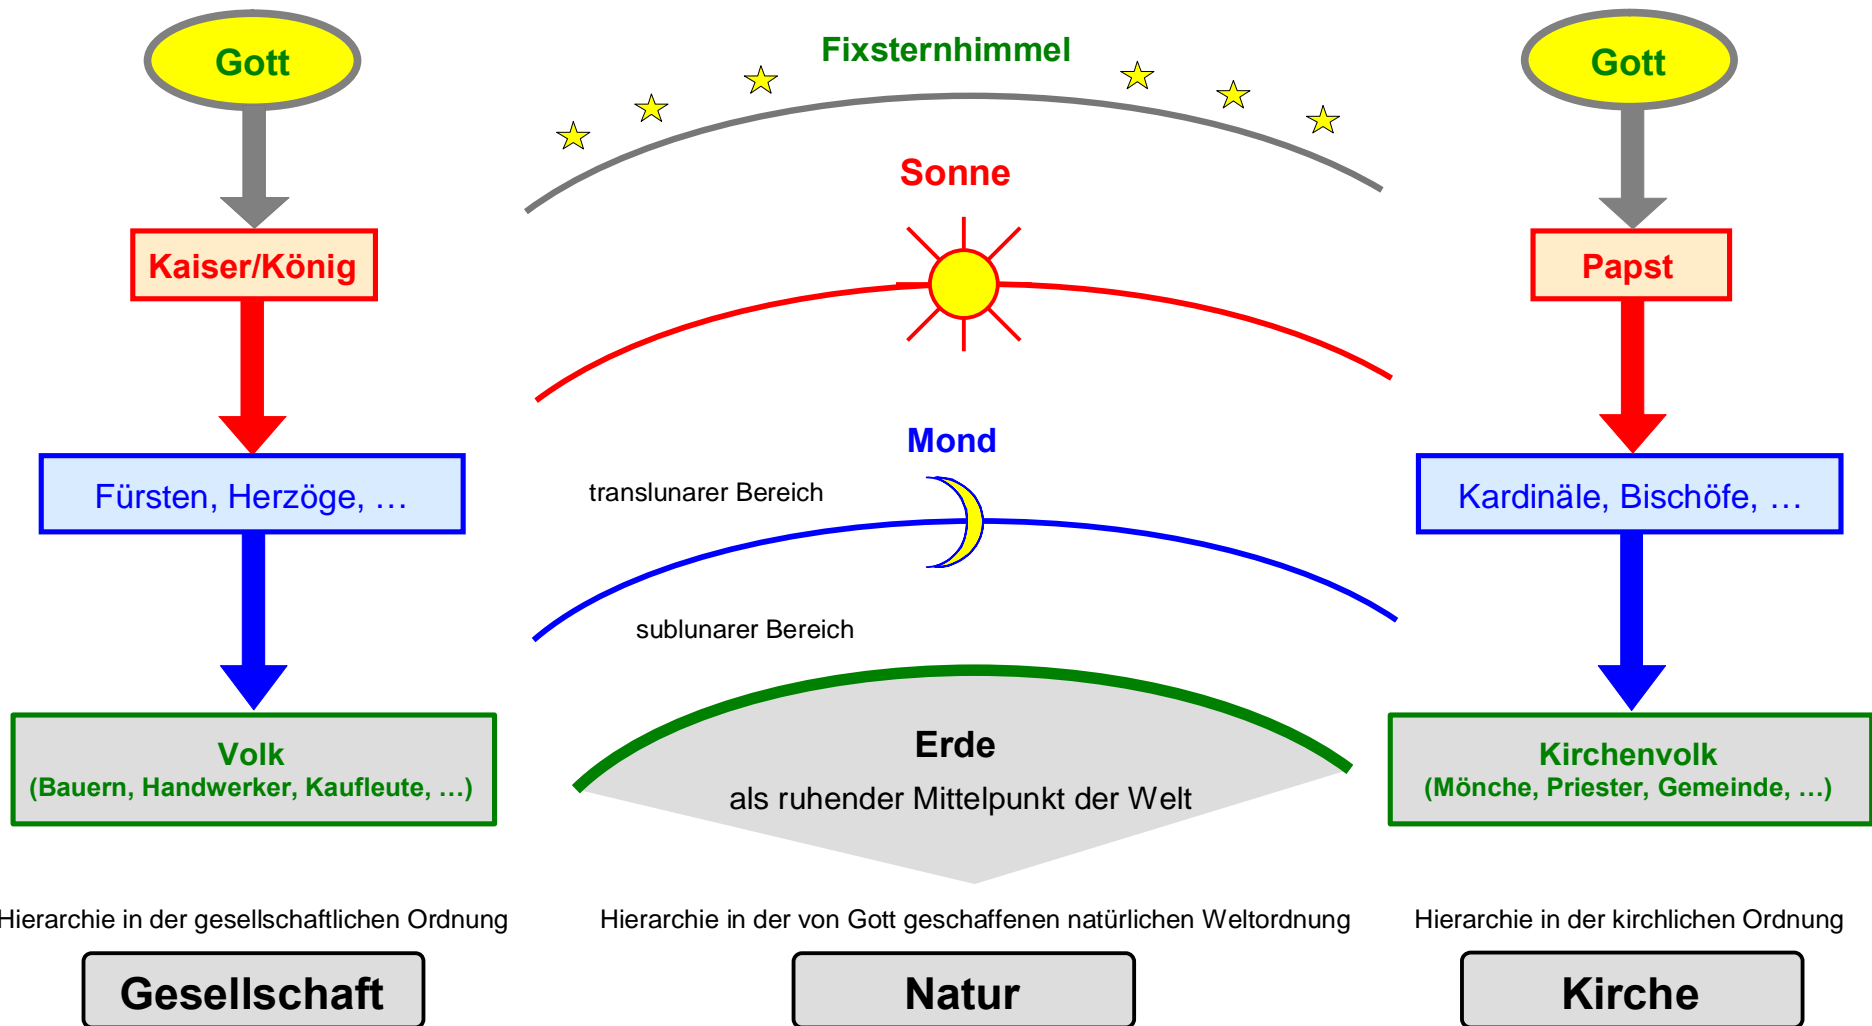 Gott
Fixsternhimmel
Gott
Sonne
Kaiser/König
Papst
Mond
Fürsten, Herzöge, …
translunarer Bereich
Kardinäle, Bischöfe, …
sublunarer Bereich
Volk
(Bauern, Handwerker, Kaufleute, …)
Erde
als ruhender Mittelpunkt der Welt
Kirchenvolk
(Mönche, Priester, Gemeinde, …)
Hierarchie in der gesellschaftlichen Ordnung
Hierarchie in der von Gott geschaffenen natürlichen Weltordnung
Hierarchie in der kirchlichen Ordnung
Gesellschaft
Natur
Kirche